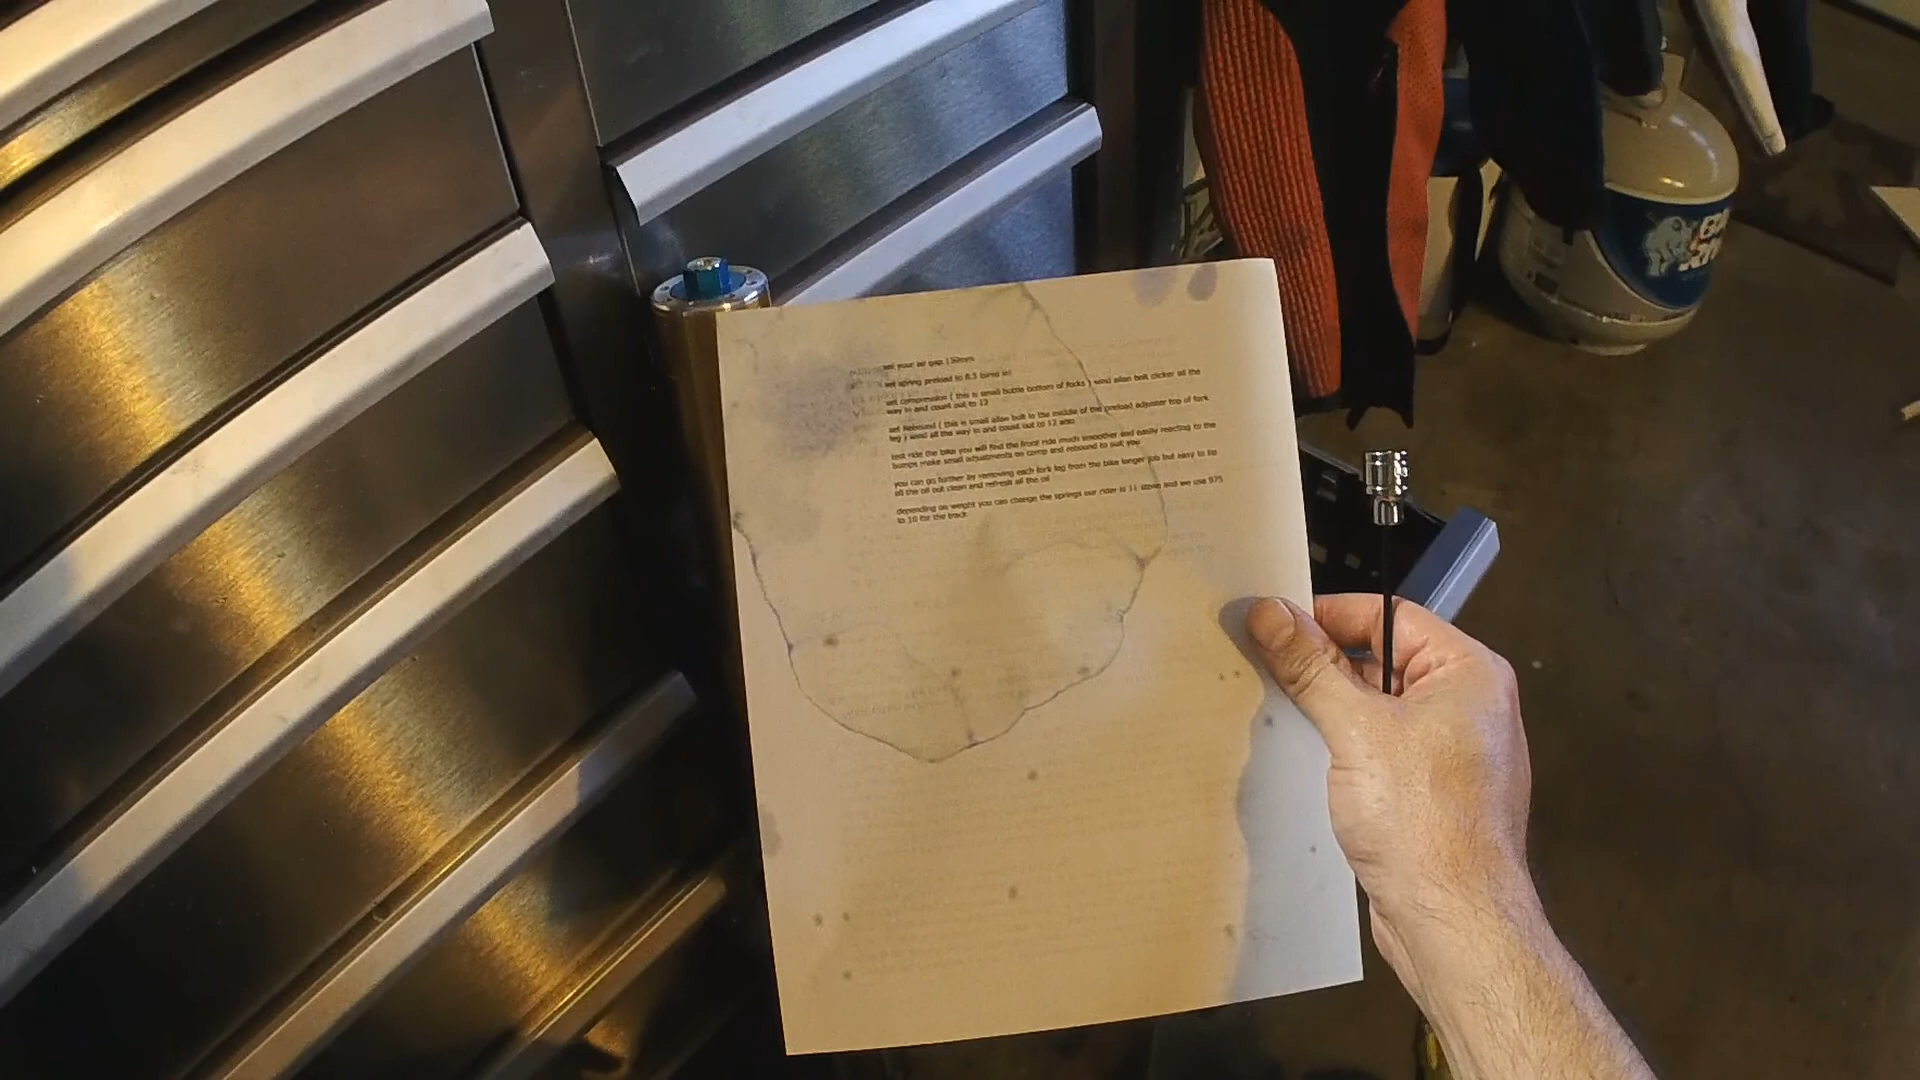 set your air gap 130mm
set spring preload to 8.5 turns in
set compression ( this is small bottle bottom of focks ) wind allan bolt clicker all the
way in and count out to 13
set Rebound ( this is small allan bolt in the middle of the preload adjuster top of fork
leg ) wind all the way in and count out to 12 also
test ride the bike you will find the front ride much smoother and easily reacting to the
bumps make small adjustments on comp and rebound to suit you
you can go further by removing each fork leg from the bike longer job but easy to tip
all the oil out clean and refresh all the oil
depending on weight you can change the springs our rider is 11 stone and we use 975
to 10 for the track